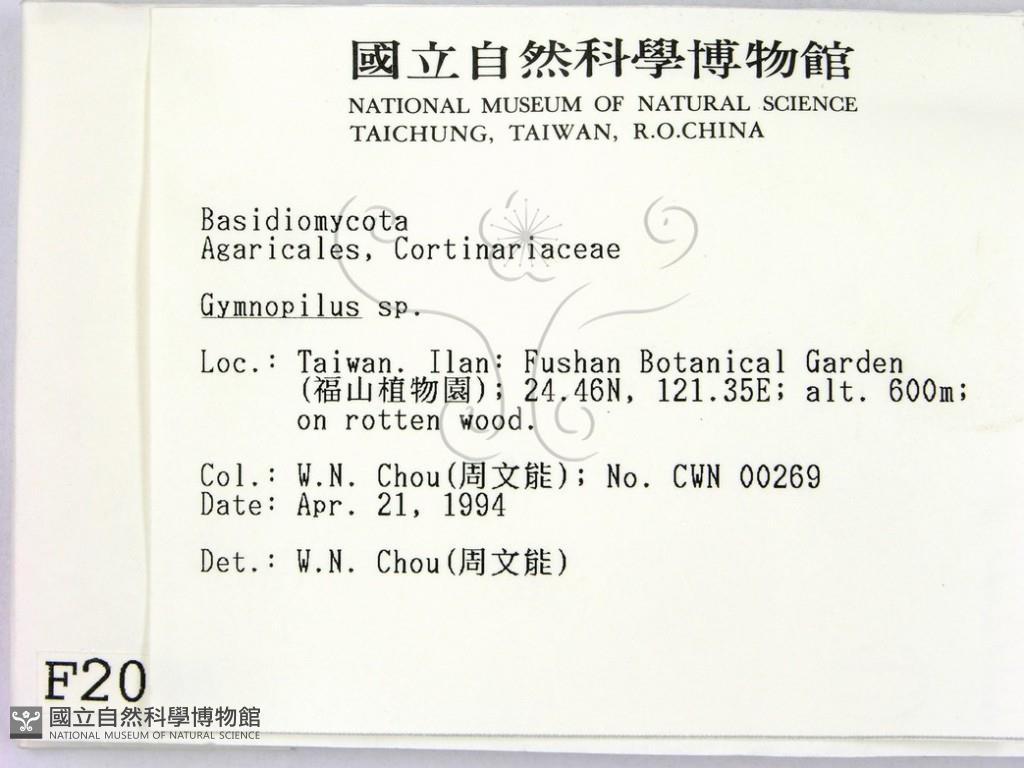 國立自然科學博物館
NATIONAL MUSEUM OF NATURAL SCIENCE
TAICHUNG, TAIWAN, R.O.CHINA
Basidiomycota
Agaricales, Cortinariaceae
Gymnopilus sp.
Loc.: Taiwan. Ilan: Fushan Botanical Garden
(福山植物園); 24.46N, 121.35E; alt. 600m;
on rotten wood.
Col.: W.N. Chou(周文能); No. CWN 00269
Date: Apr. 21, 1994
Det.: W.N. Chou(周文能)
F20
國立自然科學博物館
NATIONAL MUSEUM OF NATURAL SCIENCE